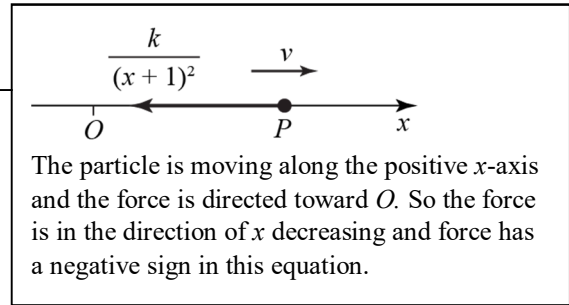 k
(x + 1)²
v
O
P
x
The particle is moving along the positive x-axis
and the force is directed toward O. So the force
is in the direction of x decreasing and force has
a negative sign in this equation.